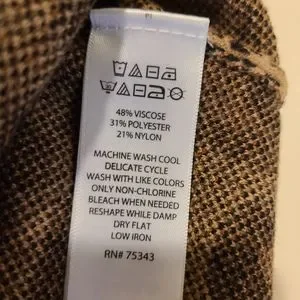 48% VISCOSE
31% POLYESTER
21% NYLON
MACHINE WASH COOL
DELICATE CYCLE
WASH WITH LIKE COLORS
ONLY NON-CHLORINE
BLEACH WHEN NEEDED
RESHAPE WHILE DAMP
DRY FLAT
LOW IRON
RN# 75343